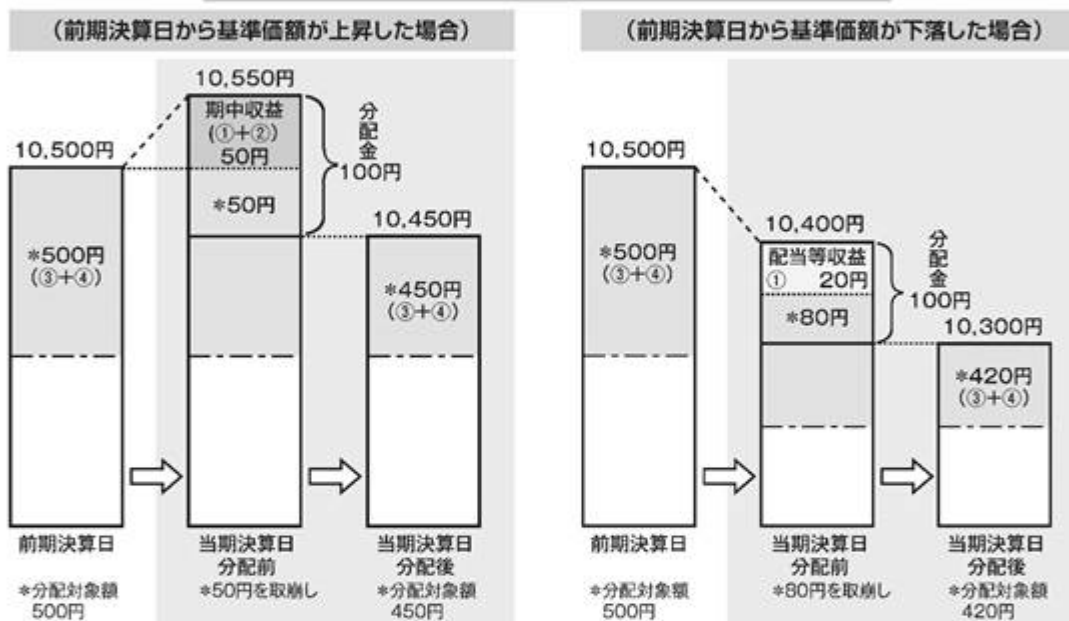 (前期決算日から基準価額が上昇した場合)
10,550円
期中収益
(①+②)
50円
*50円
分配金
100円
10,500円
*500円
(③+④)
10,450円
*450円
(③+④)
前期決算日
*分配対象額
500円
当期決算日
分配前
*50円を取崩し
当期決算日
分配後
*分配対象額
450円
(前期決算日から基準価額が下落した場合)
10,500円
*500円
(③+④)
10,400円
配当等収益
① 20円
*80円
分配金
100円
10,300円
*420円
(③+④)
前期決算日
*分配対象額
500円
当期決算日
分配前
*80円を取崩し
当期決算日
分配後
*分配対象額
420円